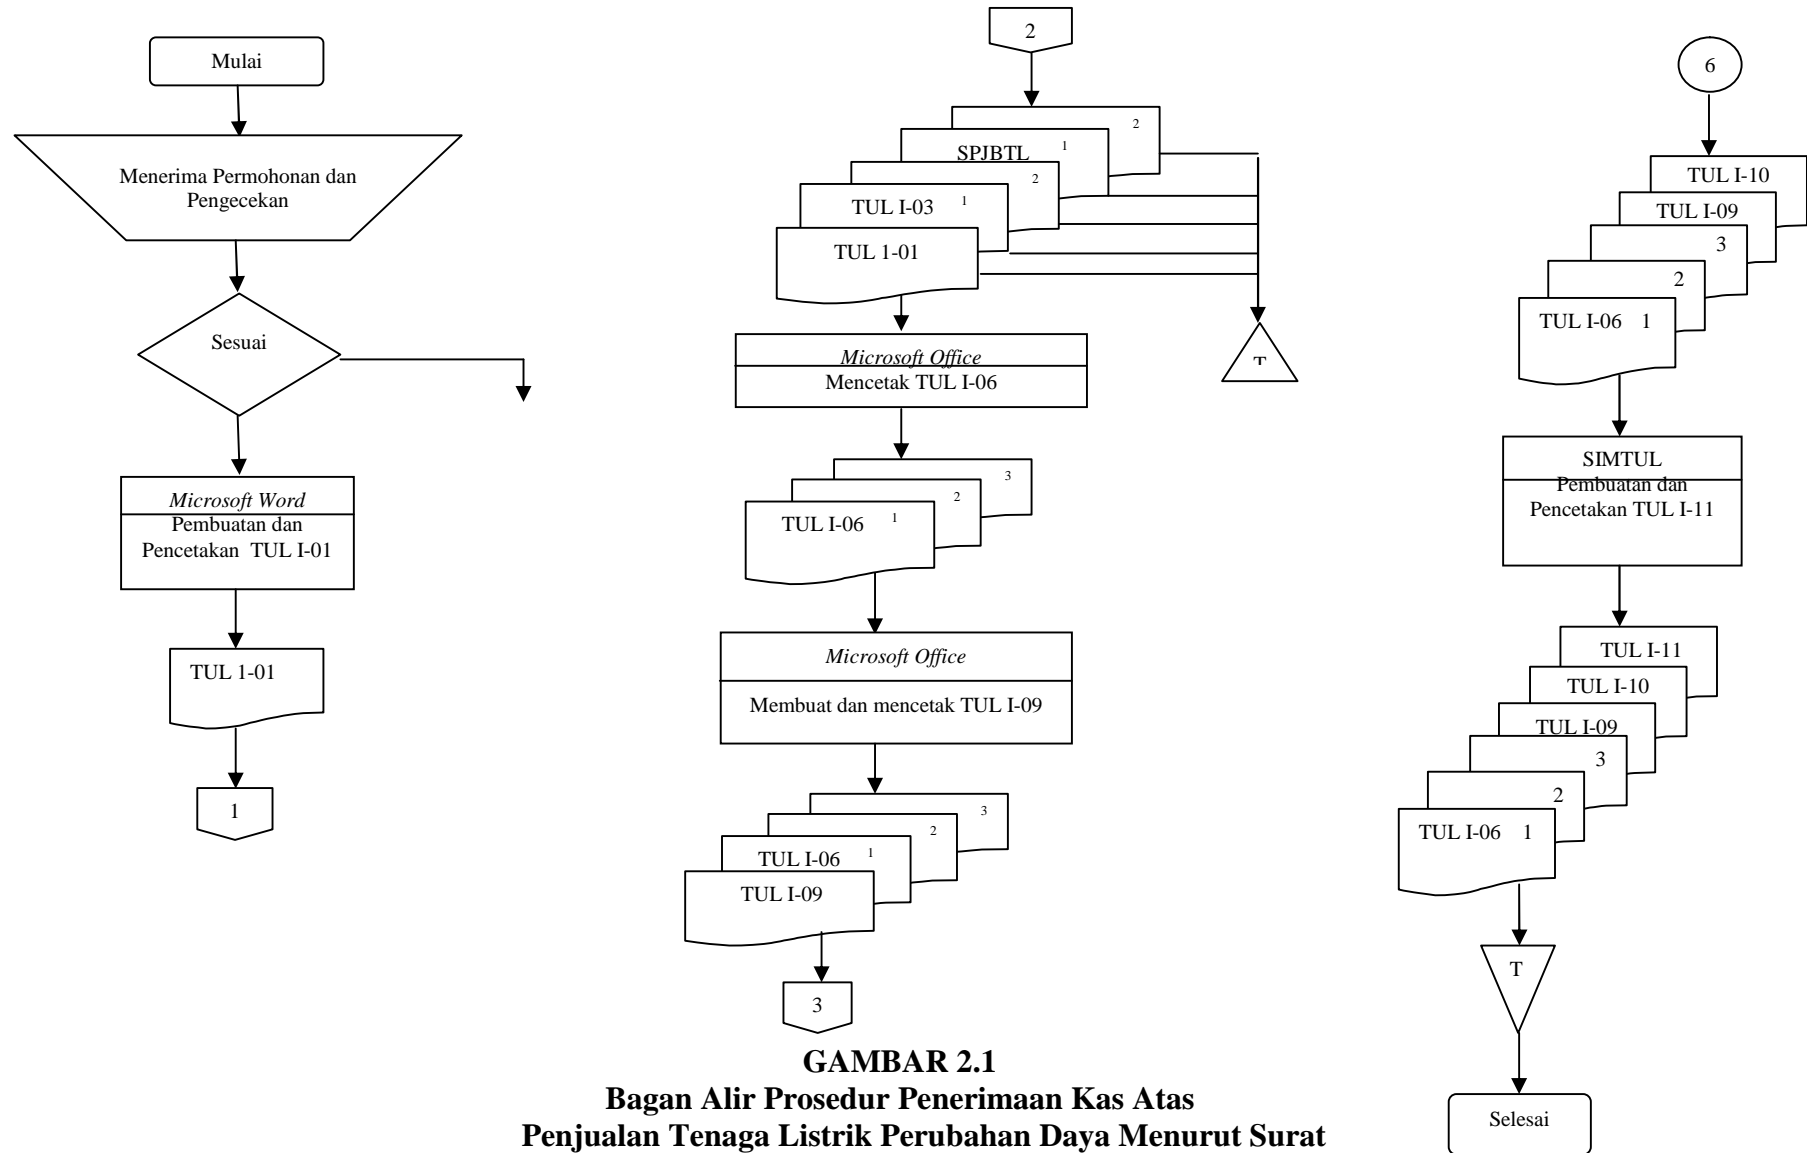 Mulai
Menerima Permohonan dan
Pengecekan
Sesuai
Microsoft Word
Pembuatan dan
Pencetakan TUL I-01
TUL 1-01
1
2
2
SPJBTL 1
2
TUL I-03 1
TUL 1-01
T
Microsoft Office
Mencetak TUL I-06
3
2
TUL I-06 1
Microsoft Office
Membuat dan mencetak TUL I-09
3
2
TUL I-06 1
TUL I-09
3
6
TUL I-10
TUL I-09
3
2
TUL I-06 1
SIMTUL
Pembuatan dan
Pencetakan TUL I-11
TUL I-11
TUL I-10
TUL I-09
3
2
TUL I-06 1
T
Selesai
GAMBAR 2.1
Bagan Alir Prosedur Penerimaan Kas Atas
Penjualan Tenaga Listrik Perubahan Daya Menurut Surat